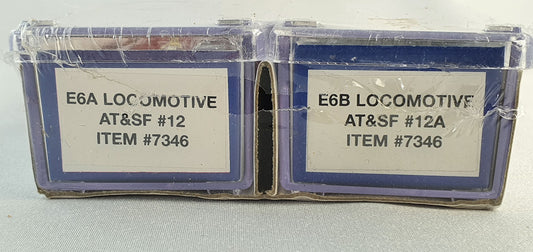 E6A LOCOMOTIVE
AT&SF #12
ITEM #7346
E6B LOCOMOTIVE
AT&SF #12A
ITEM #7346